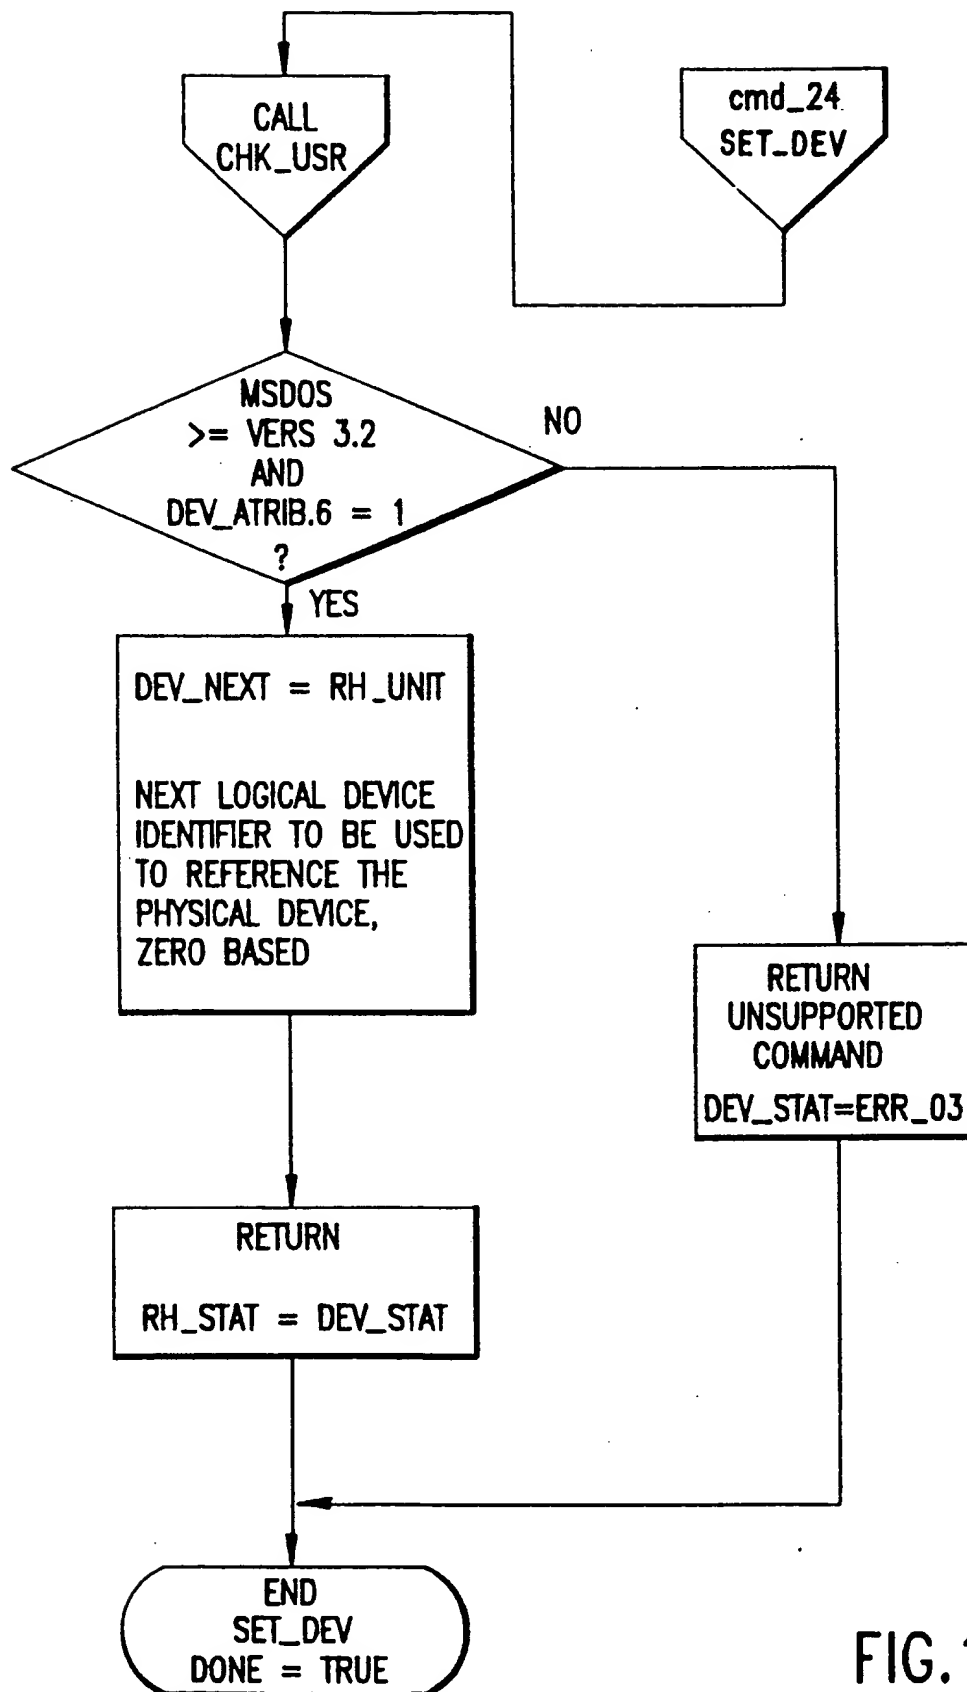 cmd_24
SET_DEV
CALL
CHK_USR
MSDOS
>= VERS 3.2
AND
DEV_ATRIB.6 = 1
?
NO
YES
DEV_NEXT = RH_UNIT
NEXT LOGICAL DEVICE
IDENTIFIER TO BE USED
TO REFERENCE THE
PHYSICAL DEVICE,
ZERO BASED
RETURN
UNSUPPORTED
COMMAND
DEV_STAT=ERR_03
RETURN
RH_STAT = DEV_STAT
END
SET_DEV
DONE = TRUE
FIG.